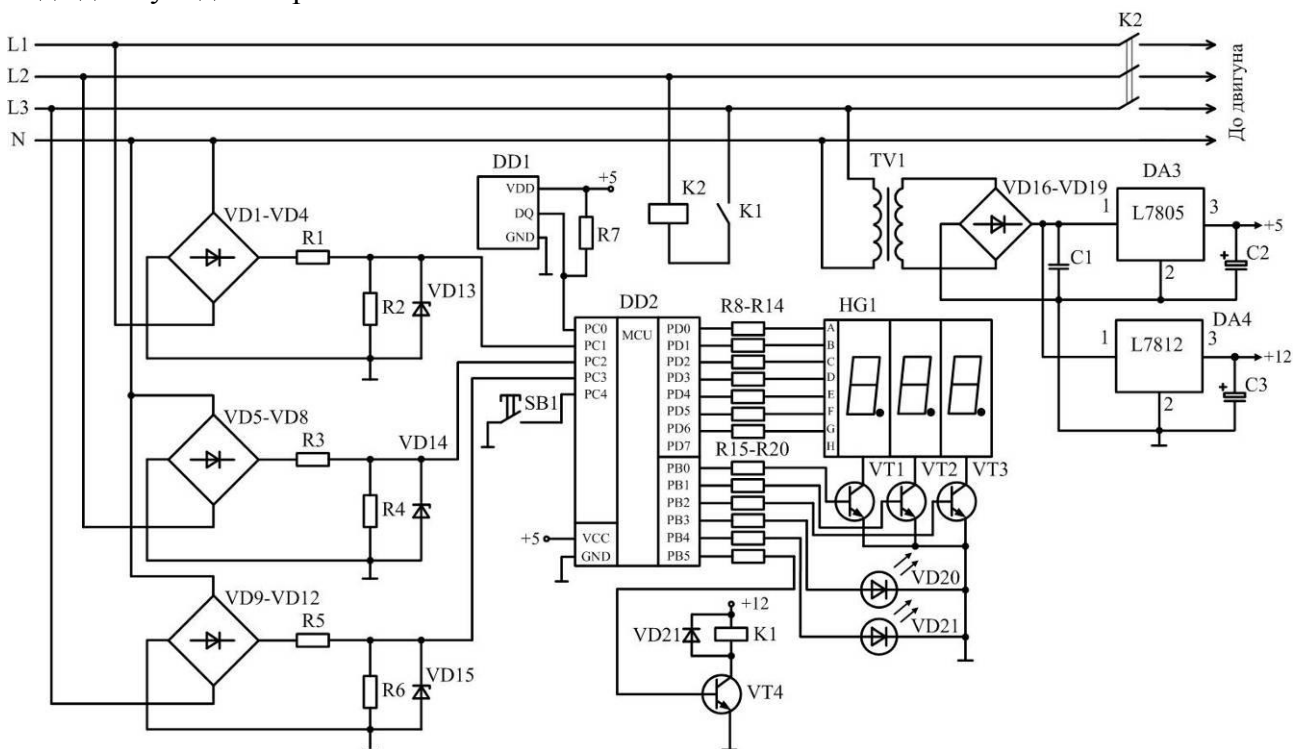 L1
L2
L3
N
K2
До двигуна
DD1
VDD
DQ
GND
+5
R7
K2
K1
TV1
VD16-VD19
DA3
1
L7805
3
+5
2
C1
+
C2
DA4
1
L7812
3
+12
2
+
C3
VD1-VD4
R1
R2
VD13
VD5-VD8
R3
R4
VD14
VD9-VD12
R5
R6
VD15
SB1
DD2
MCU
PC0
PC1
PC2
PC3
PC4
VCC
GND
+5
PD0
PD1
PD2
PD3
PD4
PD5
PD6
PD7
PB0
PB1
PB2
PB3
PB4
PB5
R8-R14
R15-R20
HG1
A
B
C
D
E
F
G
H
VT1
VT2
VT3
VD20
VD21
+12
VD21
K1
VT4